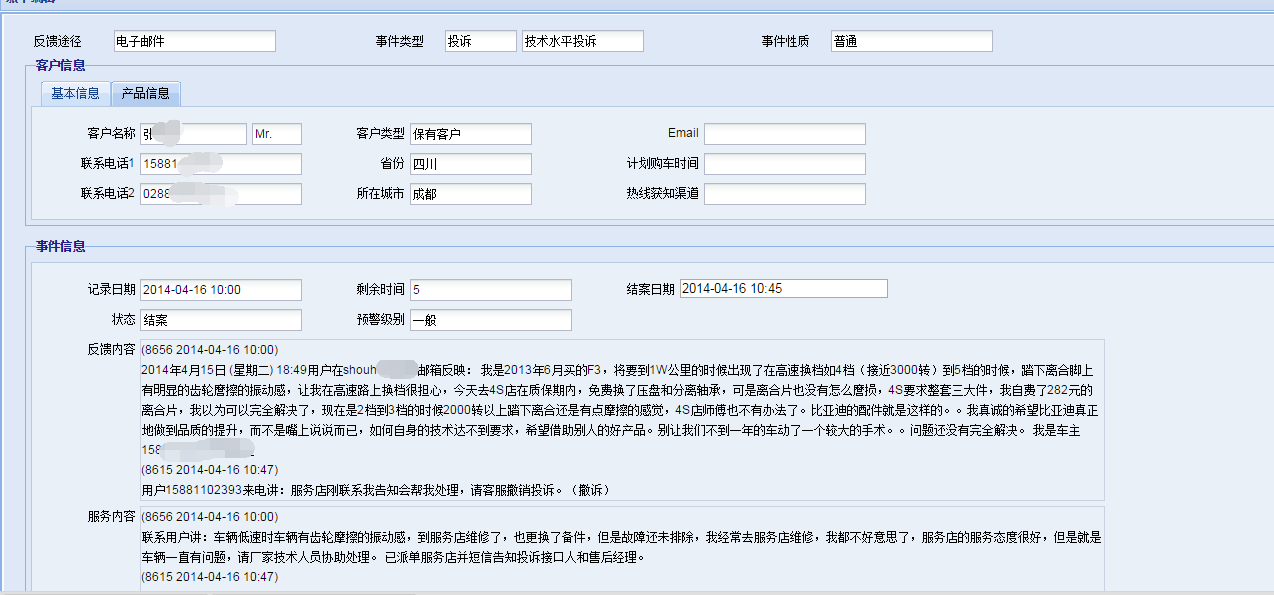 反馈途径 电子邮件 事件类型 投诉 技术水平投诉 事件性质 普通
客户信息
基本信息 产品信息
客户名称 张 Mr. 客户类型 保有客户 Email
联系电话1 15881 省份 四川 计划购车时间
联系电话2 0288 所在城市 成都 热线获知渠道
事件信息
记录日期 2014-04-16 10:00 剩余时间 5 结案日期 2014-04-16 10:45
状态 结案 预警级别 一般
反馈内容 (8656 2014-04-16 10:00)
2014年4月15日 (星期二) 18:49用户在shouh 邮箱反映： 我是2013年6月买的F3，将要到1W公里的时候出现了在高速换档如4档（接近3000转）到5档的时候，踏下离合脚上
有明显的齿轮摩擦的振动感，让我在高速路上换档很担心，今天去4S店在质保期内，免费换了压盘和分离轴承，可是离合片也没有怎么磨损，4S要求整套三大件，我自费了282元的
离合片，我以为可以完全解决了，现在是2档到3档的时候2000转以上踏下离合还是有点摩擦的感觉，4S店师傅也不有办法了。比亚迪的配件就是这样的。。我真诚的希望比亚迪真正
地做到品质的提升，而不是嘴上说说而已，如何自身的技术达不到要求，希望借助别人的好产品。别让我们不到一年的车动了一个较大的手术。。问题还没有完全解决。 我是车主
158
(8615 2014-04-16 10:47)
用户15881102393来电讲：服务店刚联系我告知会帮我处理，请客服撤销投诉。（撤诉）
服务内容 (8656 2014-04-16 10:00)
联系用户讲：车辆低速时车辆有齿轮摩擦的振动感，到服务店维修了，也更换了备件，但是故障还未排除，我经常去服务店维修，我都不好意思了，服务店的服务态度很好，但是就是
车辆一直有问题，请厂家技术人员协助处理。 已派单服务店并短信告知投诉接口人和售后经理。
(8615 2014-04-16 10:47)